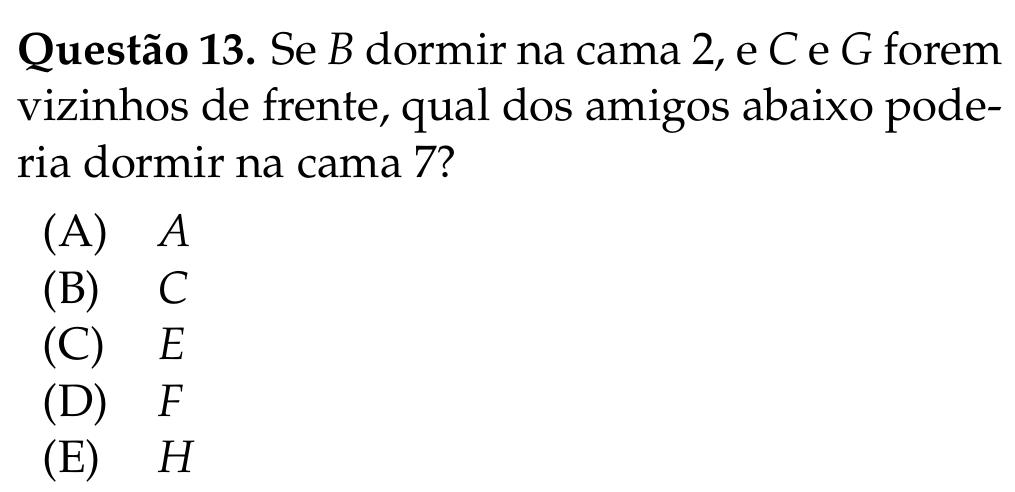 Questão 13. Se B dormir na cama 2, e C e G forem
vizinhos de frente, qual dos amigos abaixo pode-
ria dormir na cama 7?
(A) A
(B) C
(C) E
(D) F
(E) H